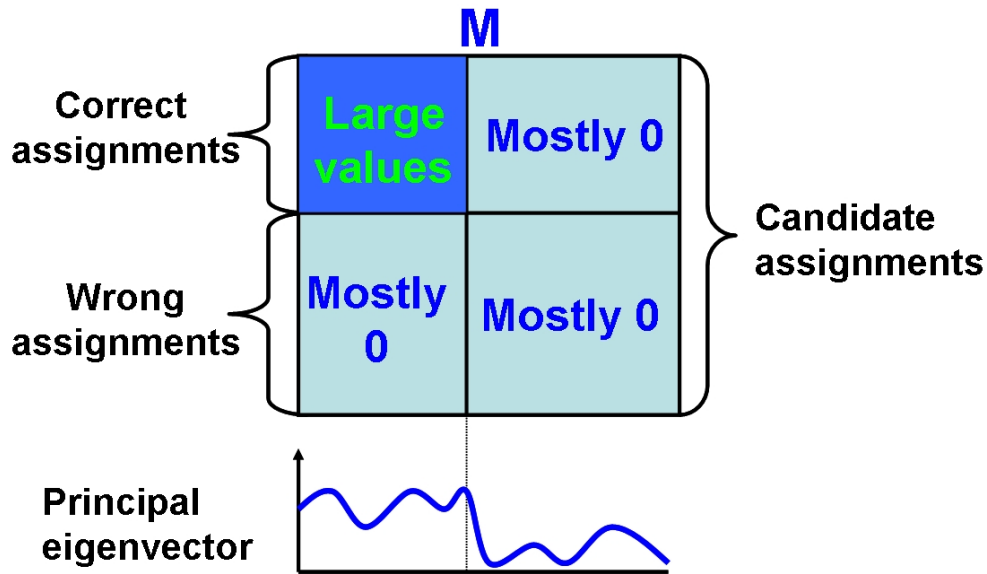 M
Correct
assignments
Large
values
Mostly 0
Candidate
assignments
Wrong
assignments
Mostly
0
Mostly 0
Principal
eigenvector